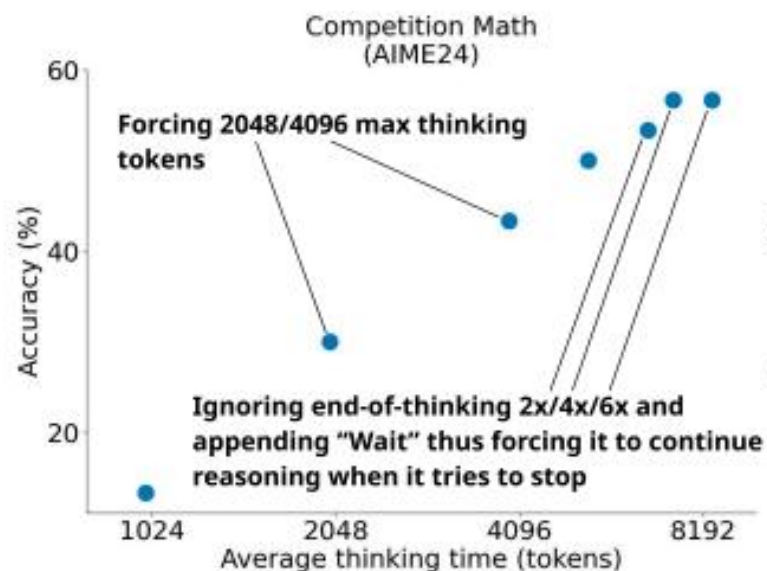 Competition Math
(AIME24)
60
Forcing 2048/4096 max thinking
tokens
40
Accuracy (%)
Ignoring end-of-thinking 2x/4x/6x and
20
appending “Wait” thus forcing it to continue
reasoning when it tries to stop
1024 2048 4096 8192
Average thinking time (tokens)